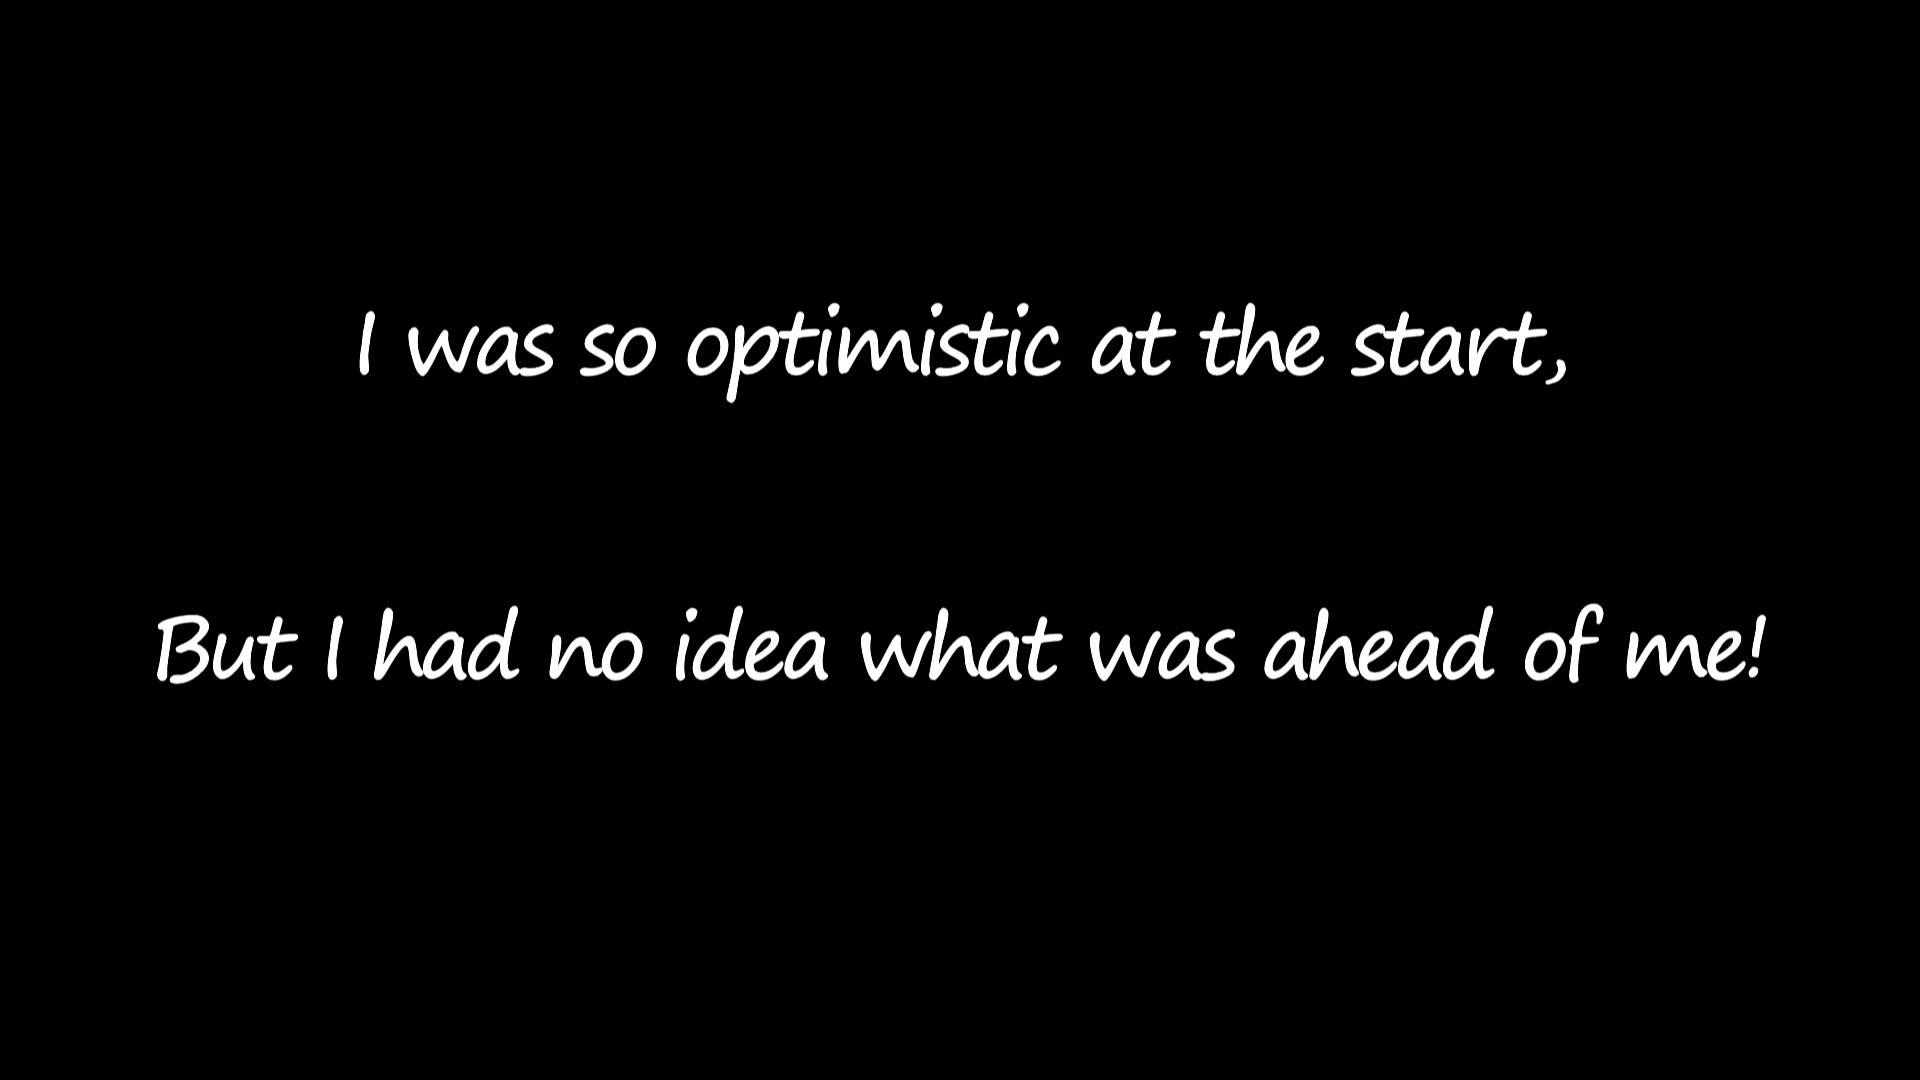 I was so optimistic at the start,
But I had no idea what was ahead of me!